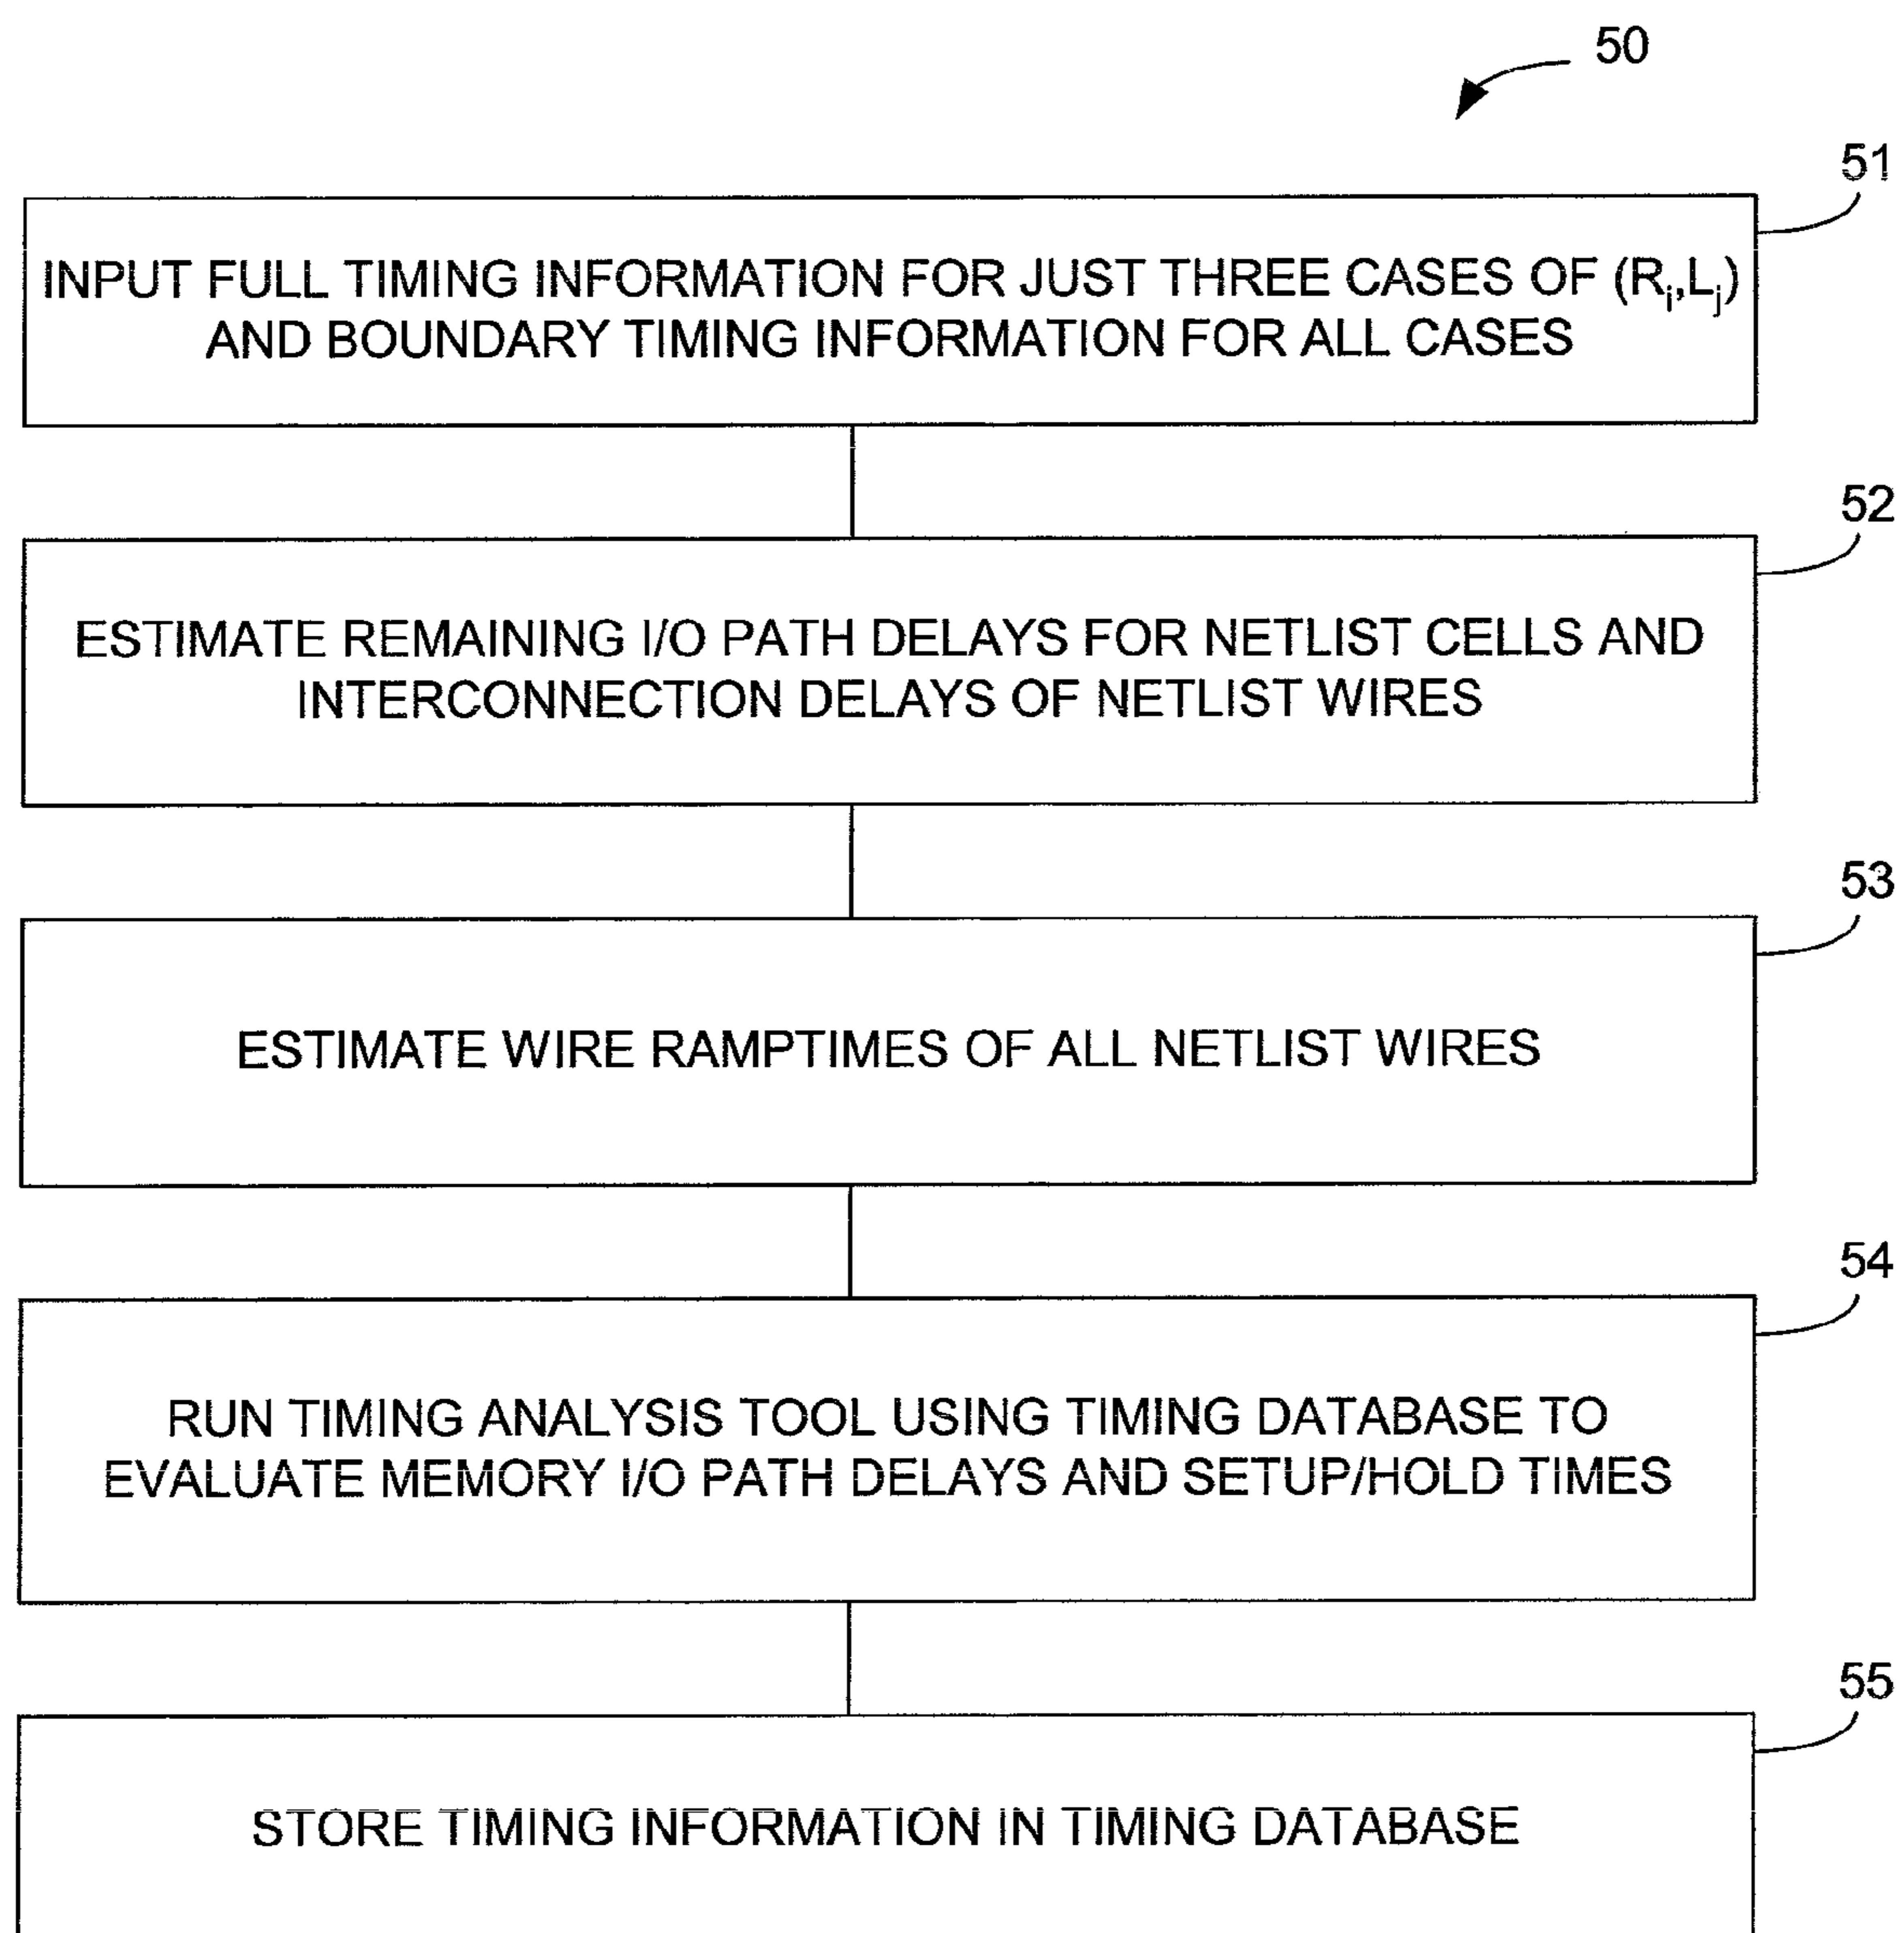 50
51
INPUT FULL TIMING INFORMATION FOR JUST THREE CASES OF (Ri,Lj)
AND BOUNDARY TIMING INFORMATION FOR ALL CASES
52
ESTIMATE REMAINING I/O PATH DELAYS FOR NETLIST CELLS AND
INTERCONNECTION DELAYS OF NETLIST WIRES
53
ESTIMATE WIRE RAMPTIMES OF ALL NETLIST WIRES
54
RUN TIMING ANALYSIS TOOL USING TIMING DATABASE TO
EVALUATE MEMORY I/O PATH DELAYS AND SETUP/HOLD TIMES
55
STORE TIMING INFORMATION IN TIMING DATABASE